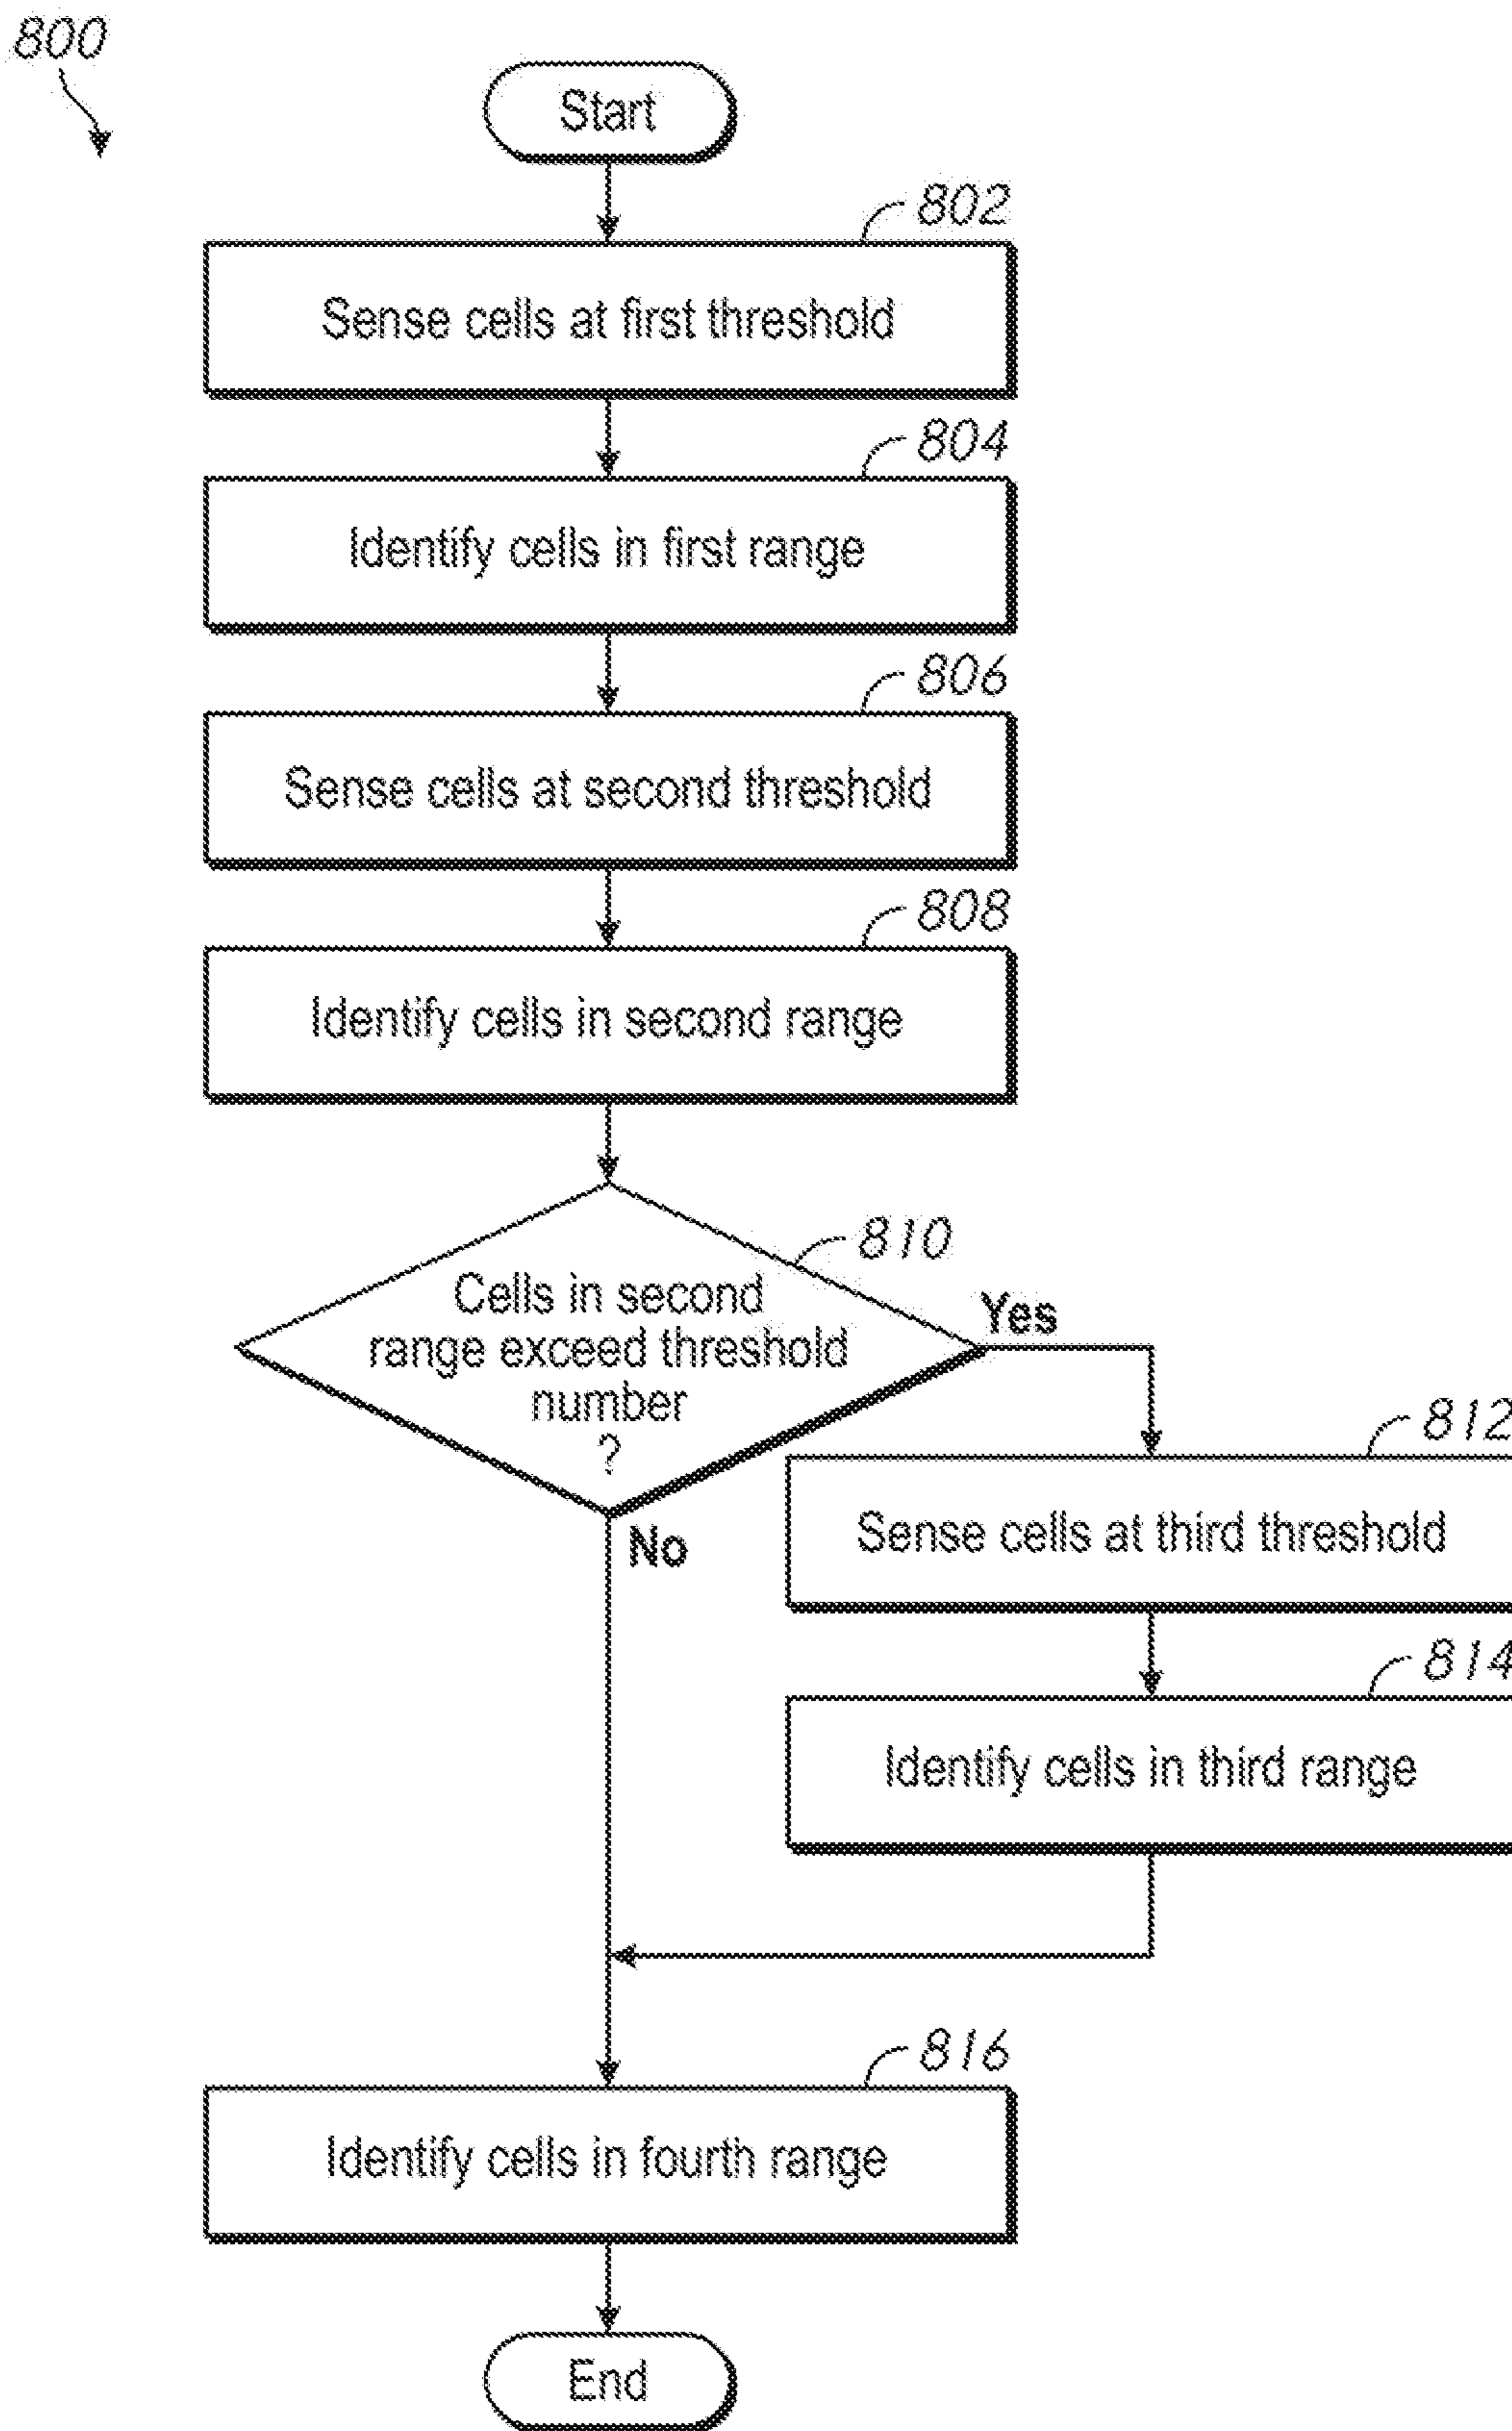 800
Start
802
Sense cells at first threshold
804
Identify cells in first range
806
Sense cells at second threshold
808
Identify cells in second range
810
Cells in second
range exceed threshold
number
?
Yes
No
812
Sense cells at third threshold
814
Identify cells in third range
816
Identify cells in fourth range
End